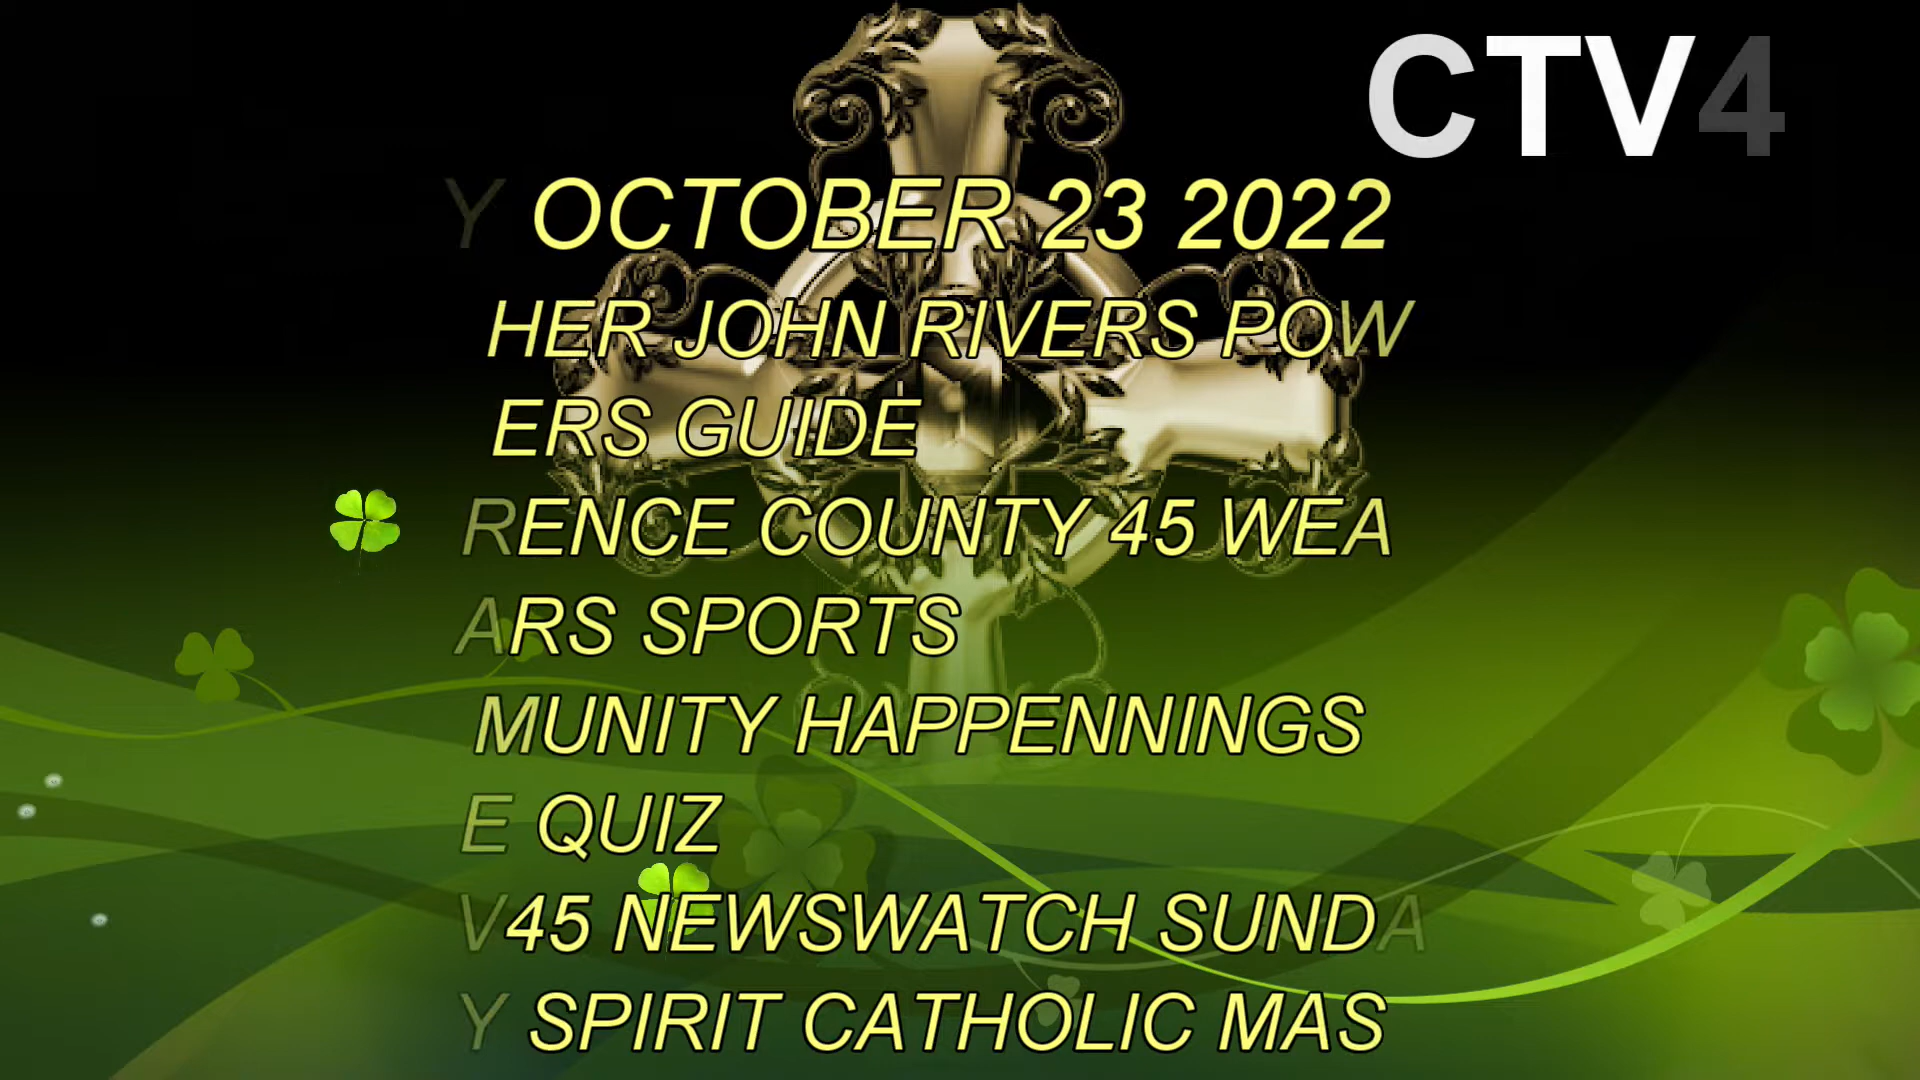 CTV4
Y OCTOBER 23 2022
HER JOHN RIVERS POW
ERS GUIDE
RENCE COUNTY 45 WEA
ARS SPORTS
MUNITY HAPPENNINGS
E QUIZ
V45 NEWSWATCH SUNDA
Y SPIRIT CATHOLIC MAS